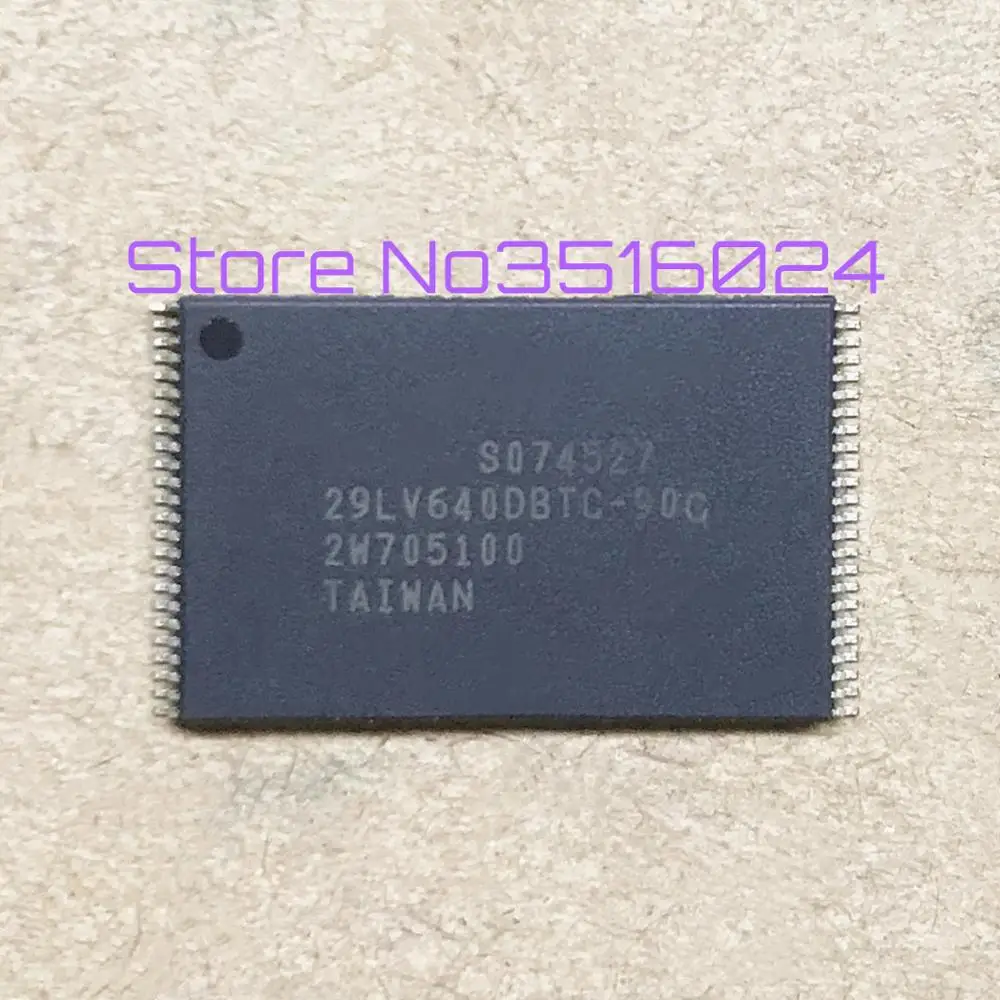 Store No3516024
S074527
29LV640DBTC-90G
2W705100
TAIWAN